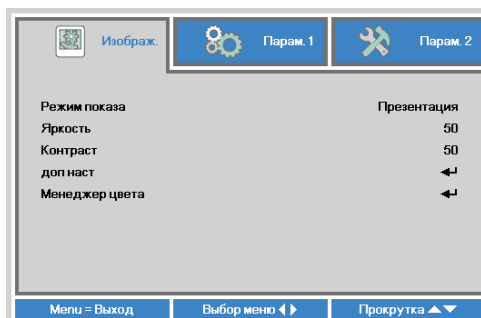 Изображ. Парам. 1 Парам. 2
Режим показа Презентация
Яркость 50
Контраст 50
доп наст
Менеджер цвета
Menu = Выход Выбор меню Прокрутка